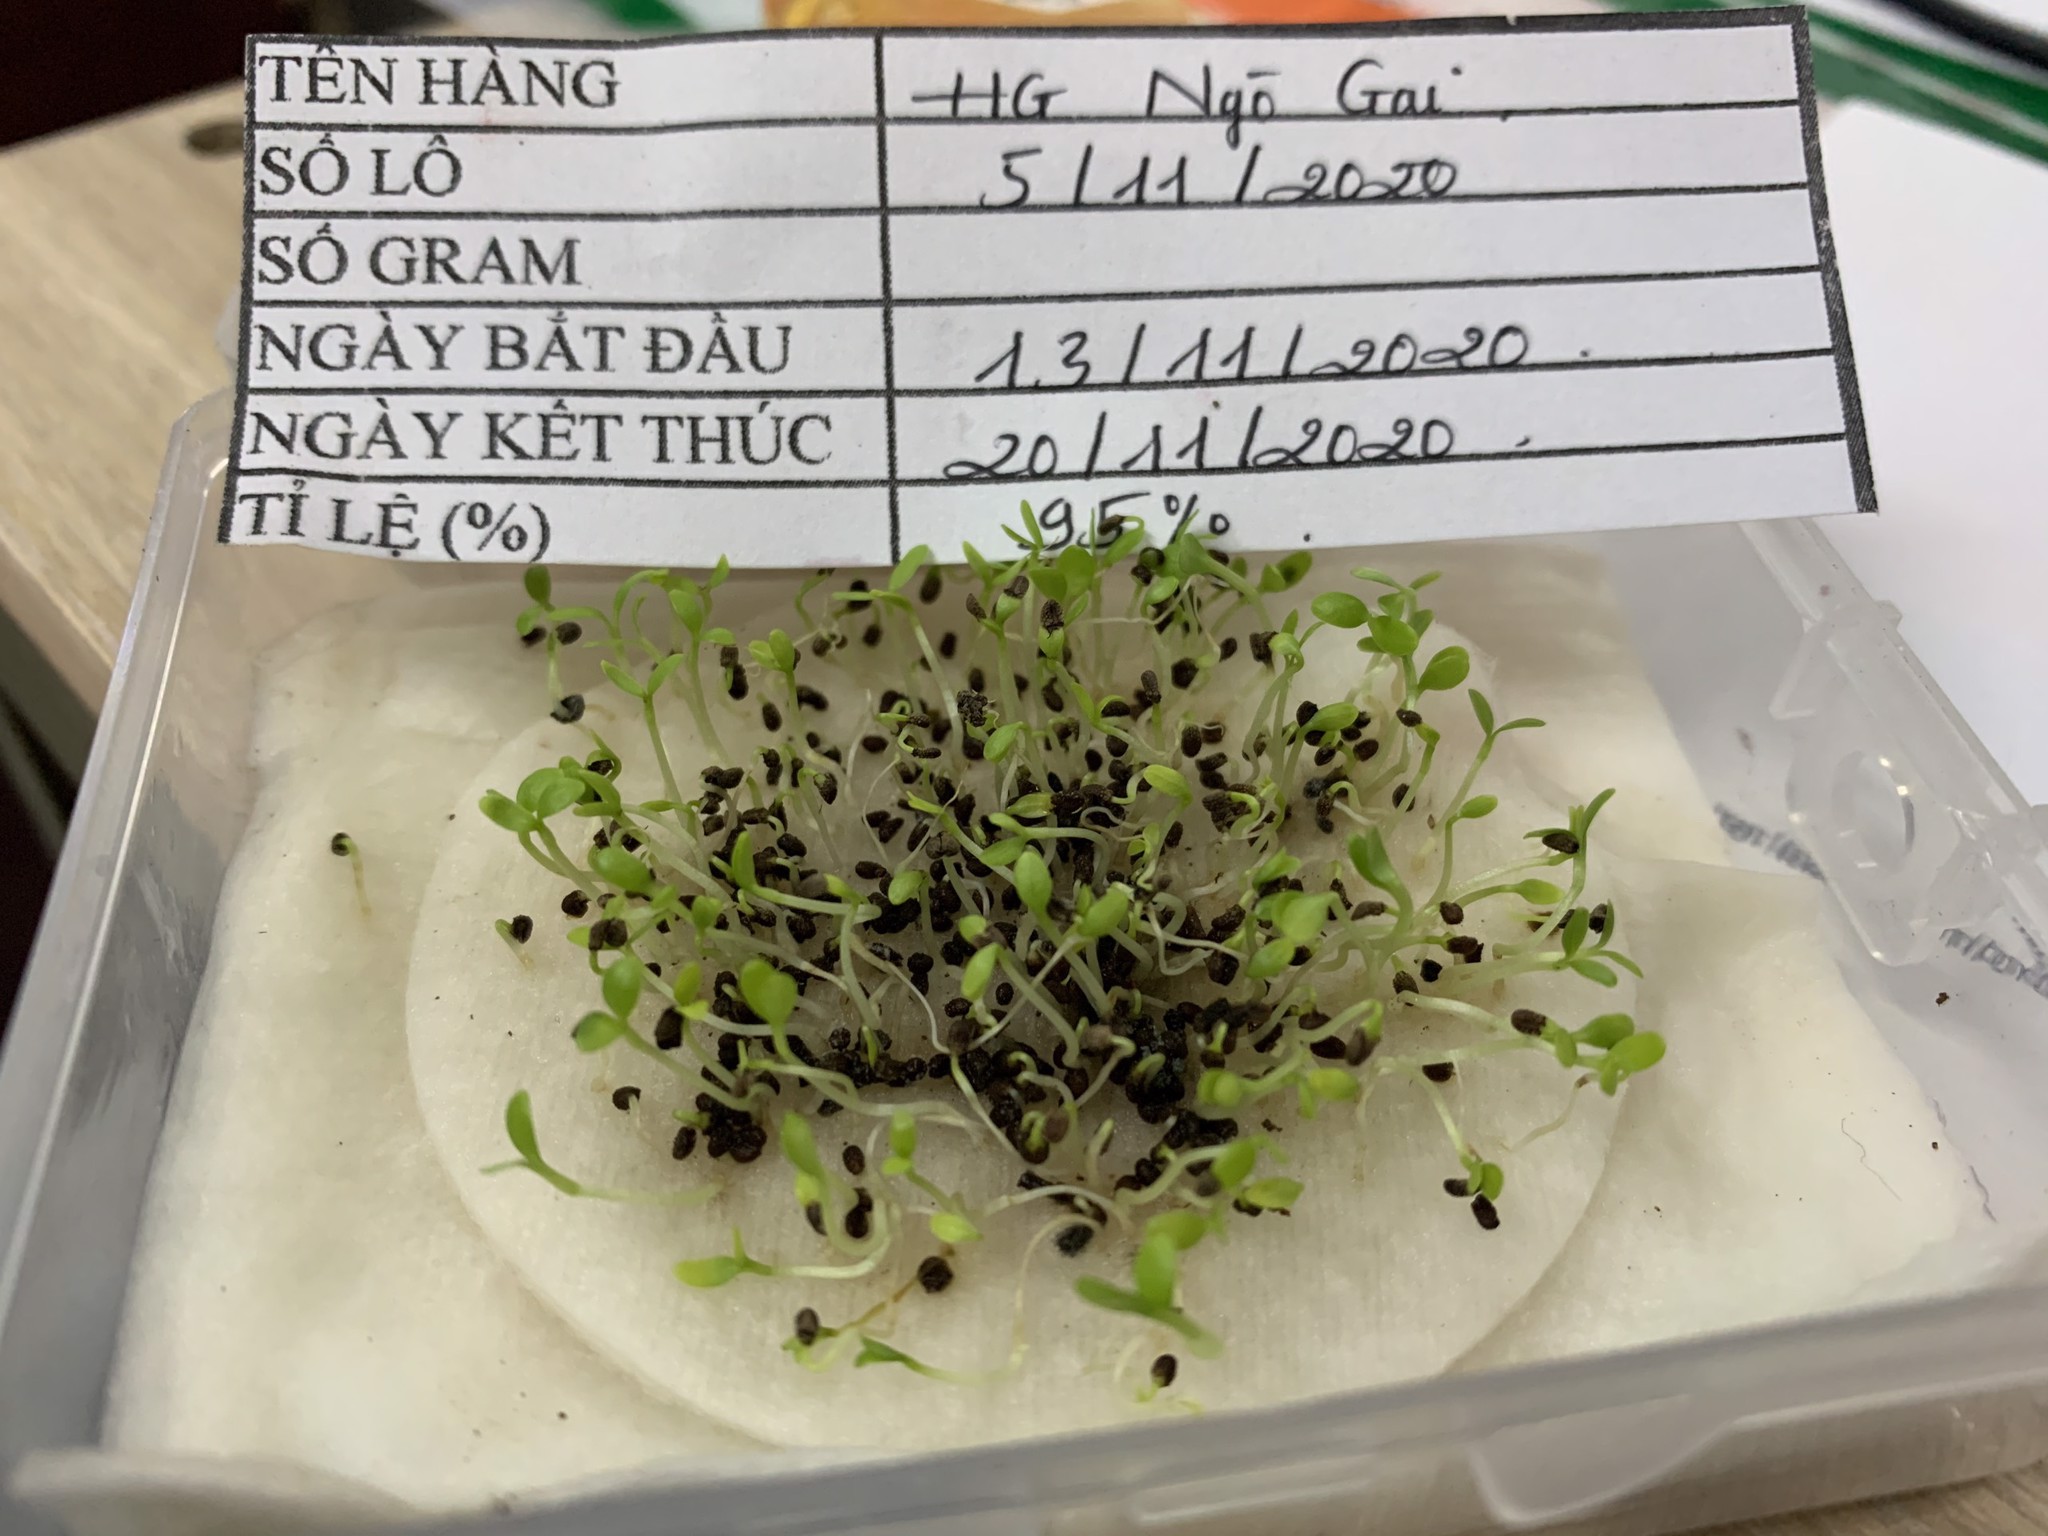 TÊN HÀNG HG Ngò Gai
SỐ LÔ 5/11/2020
SỐ GRAM
NGÀY BẮT ĐẦU 13/11/2020.
NGÀY KẾT THÚC 20/11/2020.
TỈ LỆ (%) 95%.